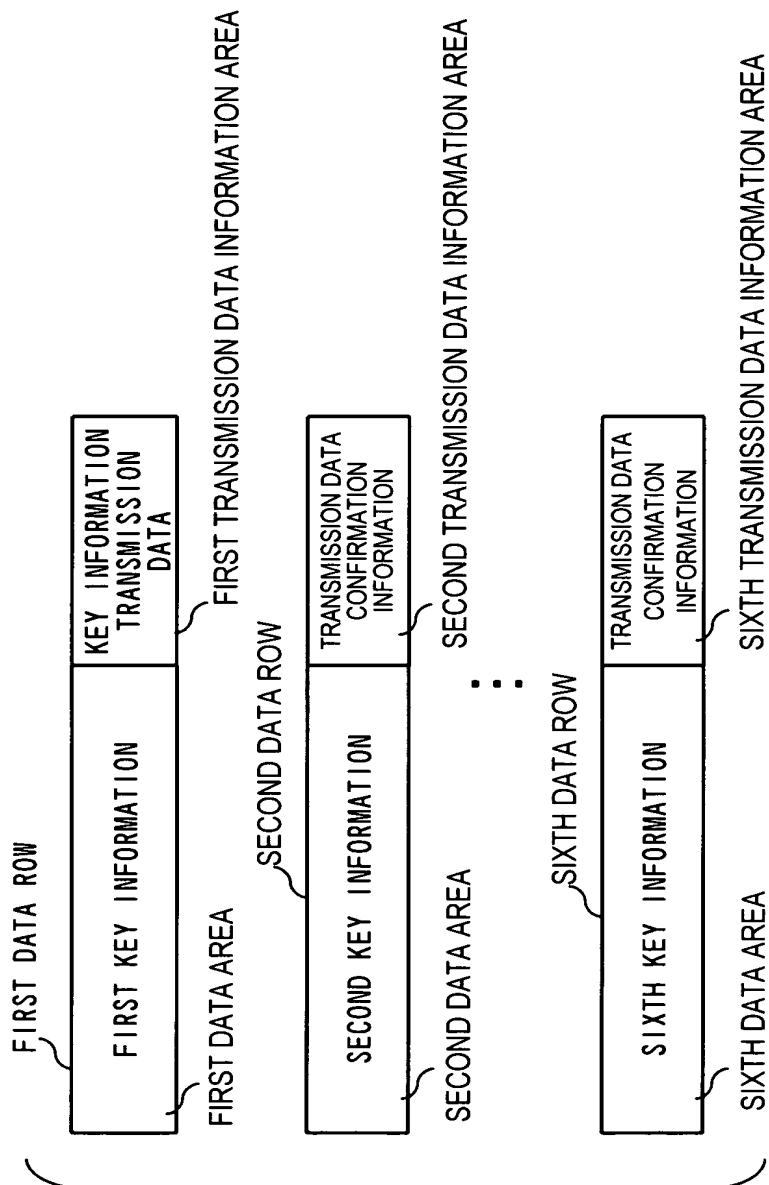 FIRST DATA ROW
FIRST KEY INFORMATION
KEY INFORMATION
TRANSMISSION
DATA
FIRST DATA AREA
FIRST TRANSMISSION DATA INFORMATION AREA
SECOND DATA ROW
SECOND KEY INFORMATION
TRANSMISSION DATA
CONFIRMATION
INFORMATION
SECOND DATA AREA
SECOND TRANSMISSION DATA INFORMATION AREA
SIXTH DATA ROW
SIXTH KEY INFORMATION
TRANSMISSION DATA
CONFIRMATION
INFORMATION
SIXTH DATA AREA
SIXTH TRANSMISSION DATA INFORMATION AREA